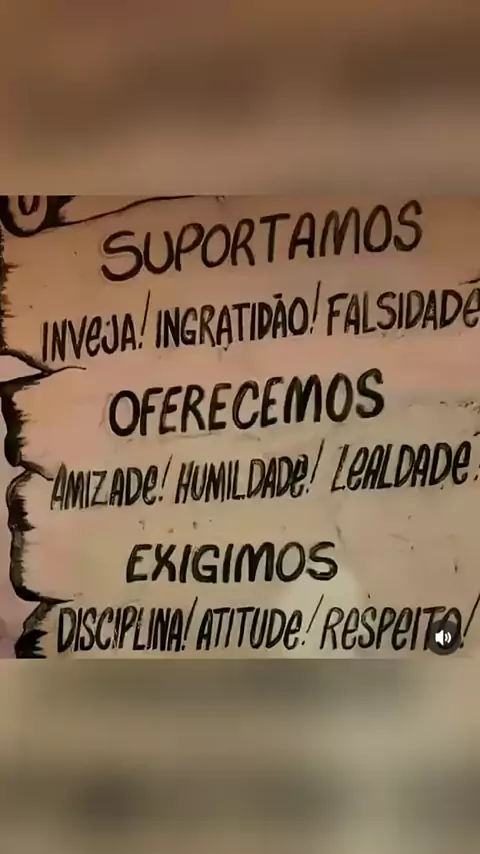 SUPORTAMOS
INVEJA! INGRATIDÃO! FALSIDADE
OFERECEMOS
AMIZADE! HUMILDADE! LEALDADE!
EXIGIMOS
DISCIPLINA! ATITUDE! RESPEITO!